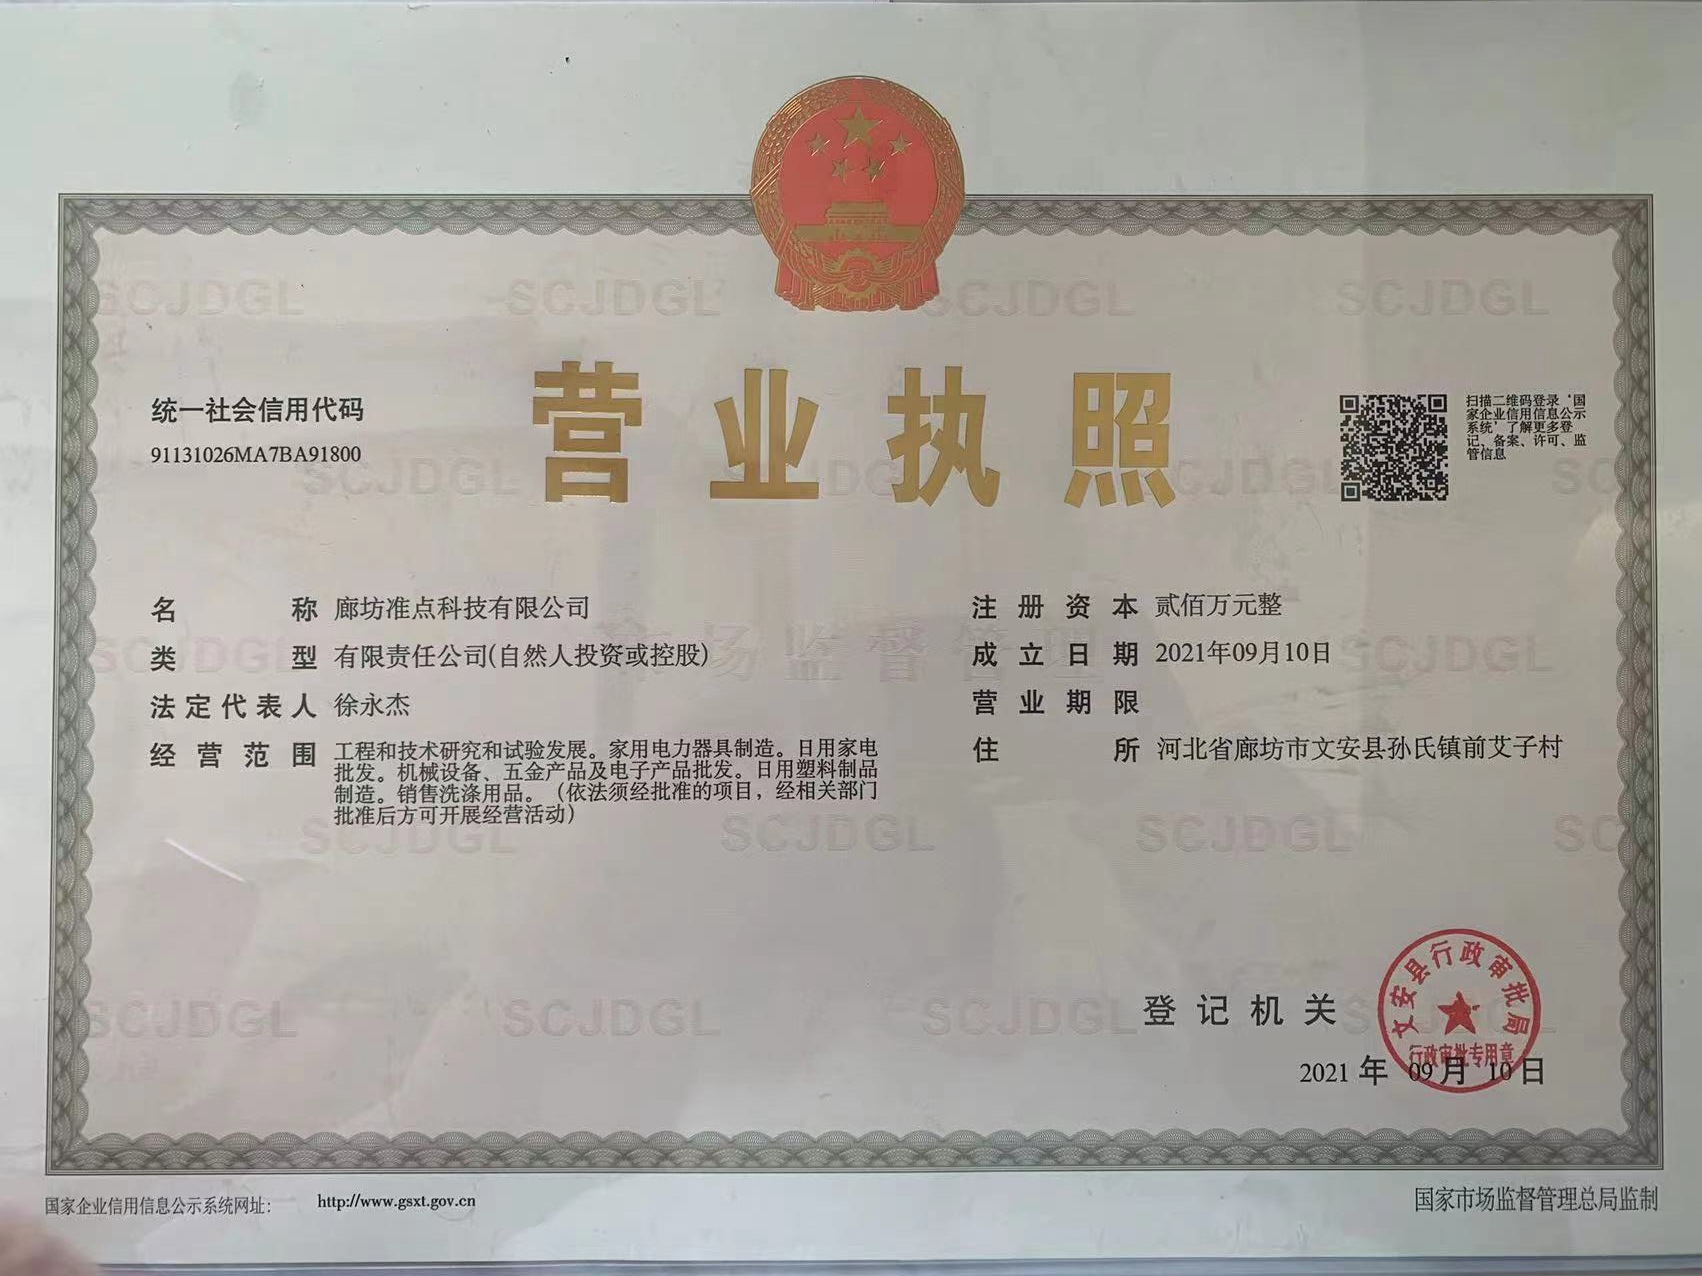 营业执照
统一社会信用代码
91131026MA7BA91800
扫描二维码登录‘国
家企业信用信息公示
系统’了解更多登
记、备案、许可、监
管信息
名称 廊坊准点科技有限公司
类型 有限责任公司(自然人投资或控股)
法定代表人 徐永杰
经营范围 工程和技术研究和试验发展。家用电力器具制造。日用家电
批发。机械设备、五金产品及电子产品批发。日用塑料制品
制造。销售洗涤用品。（依法须经批准的项目，经相关部门
批准后方可开展经营活动）
注册资本 贰佰万元整
成立日期 2021年09月10日
营业期限
住所 河北省廊坊市文安县孙氏镇前艾子村
登记机关
文安县行政审批局
行政审批专用章
2021年09月10日
国家企业信用信息公示系统网址： http://www.gsxt.gov.cn
国家市场监督管理总局监制
SCJDGL
市场监督管理